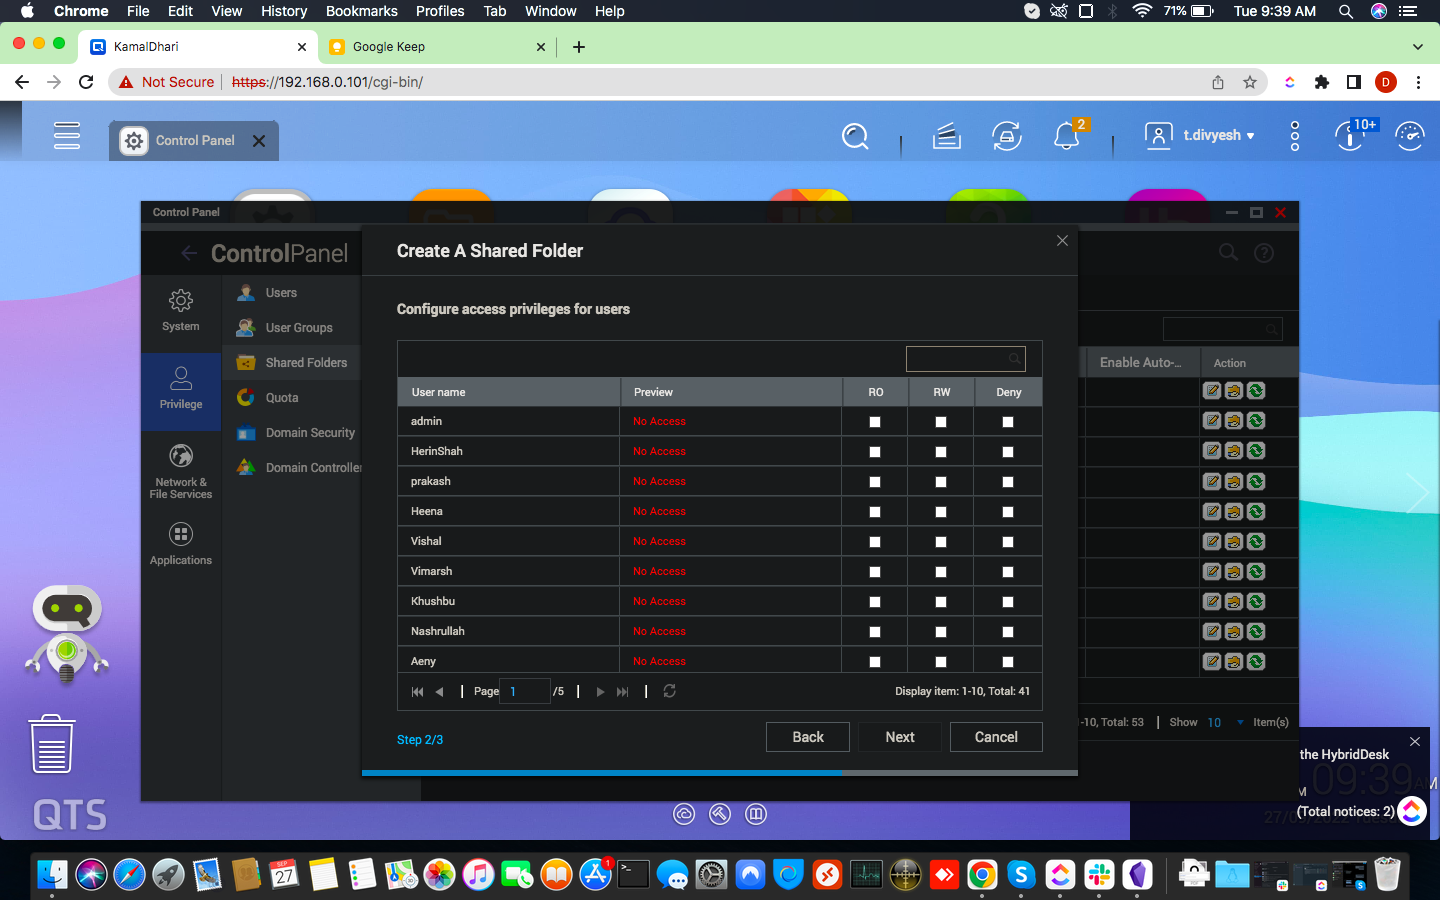 Chrome File Edit View History Bookmarks Profiles Tab Window Help 71% Tue 9:39 AM
KamalDhari Google Keep
Not Secure https://192.168.0.101/cgi-bin/ D
Control Panel 2 t.divyesh 10+
Control Panel
ControlPanel
System
Privilege
Network &
File Services
Applications
Users
User Groups
Shared Folders
Quota
Domain Security
Domain Controller
Create A Shared Folder
Configure access privileges for users
User name Preview RO RW Deny
admin No Access
HerinShah No Access
prakash No Access
Heena No Access
Vishal No Access
Vimarsh No Access
Khushbu No Access
Nashrullah No Access
Aeny No Access
Page 1 /5 Display item: 1-10, Total: 41
Step 2/3 Back Next Cancel
Enable Auto-... Action
-10, Total: 53 Show 10 Item(s)
the HybridDesk
09:39 AM
(Total notices: 2)
QTS
SEP
27
1